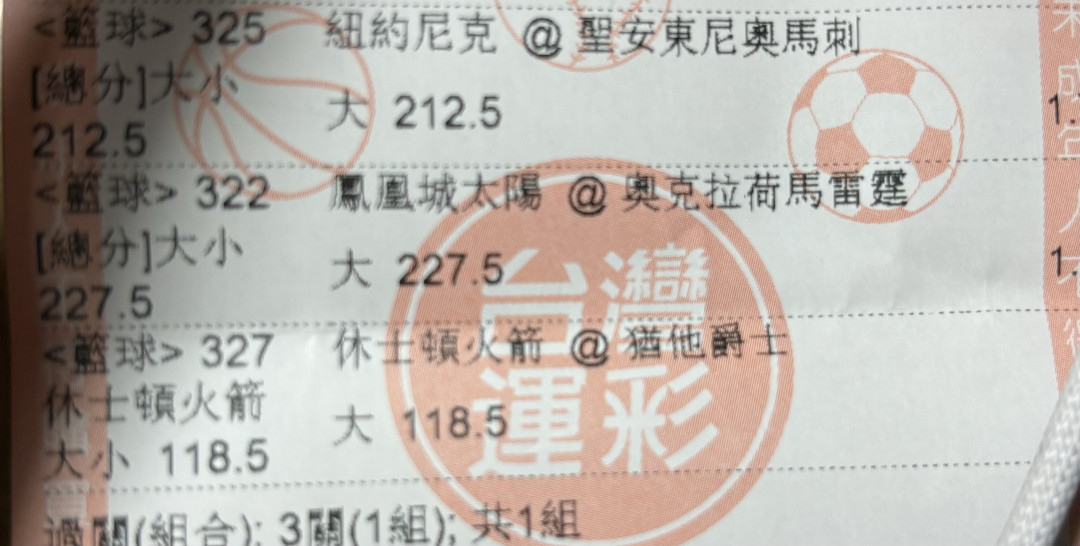 <籃球> 325 紐約尼克 @ 聖安東尼奧馬刺
[總分]大小 大 212.5
212.5
<籃球> 322 鳳凰城太陽 @ 奧克拉荷馬雷霆
[總分]大小 大 227.5
227.5
<籃球> 327 休士頓火箭 @ 猶他爵士
休士頓火箭 大 118.5
大小 118.5
過關(組合): 3關(1組); 共1組
台灣
運彩
1.
1.